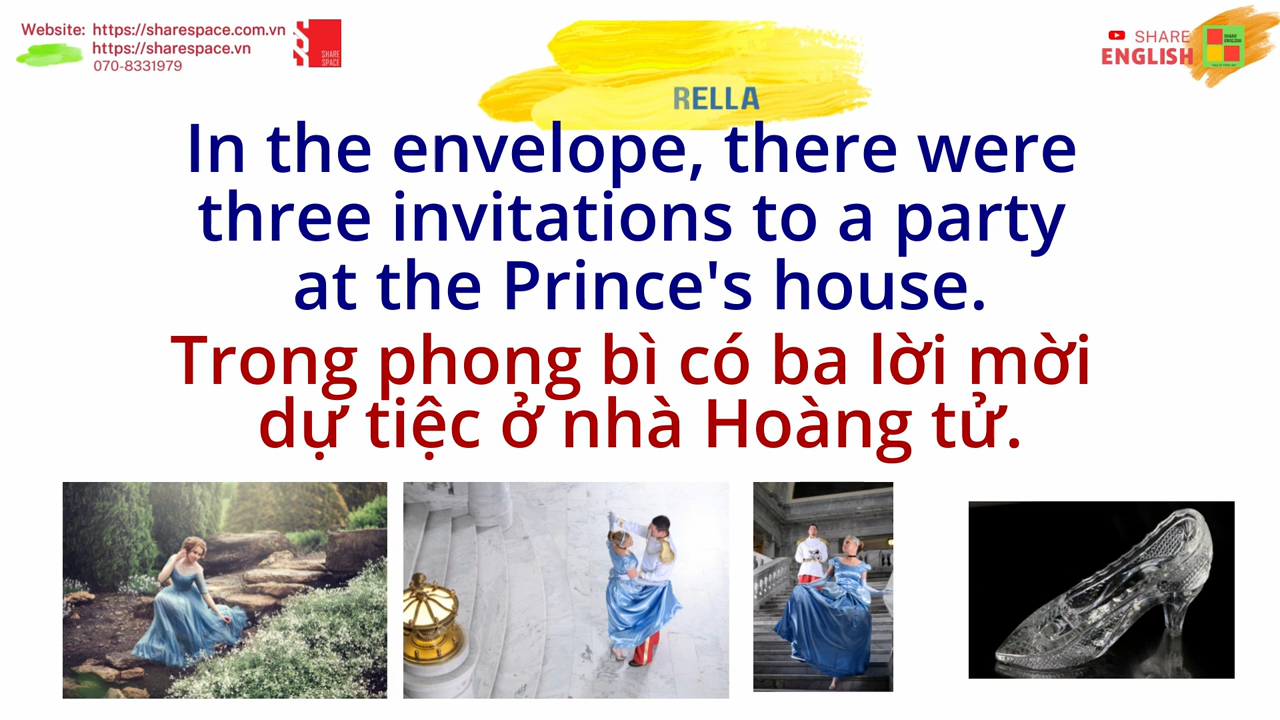 Website: https://sharespace.com.vn
https://sharespace.vn
070-8331979
SHARE
SPACE
SHARE
ENGLISH
RELLA
In the envelope, there were
three invitations to a party
at the Prince's house.
Trong phong bì có ba lời mời
dự tiệc ở nhà Hoàng tử.